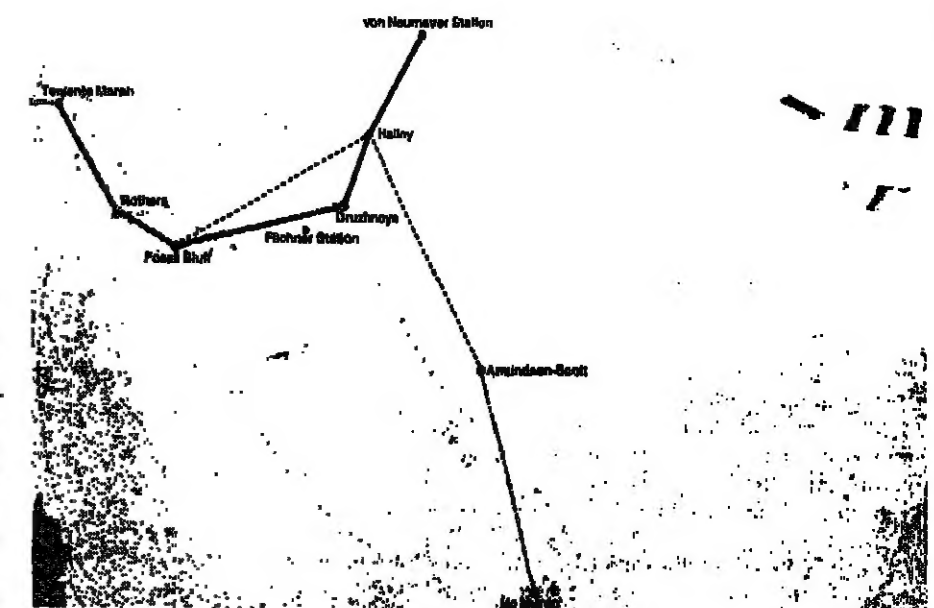 von Neumayer Station
Teniente Marsh
m
Halley
r
Rothera
Druzhnaya
Filchner Station
Fossil Bluff
Amundsen-Scott